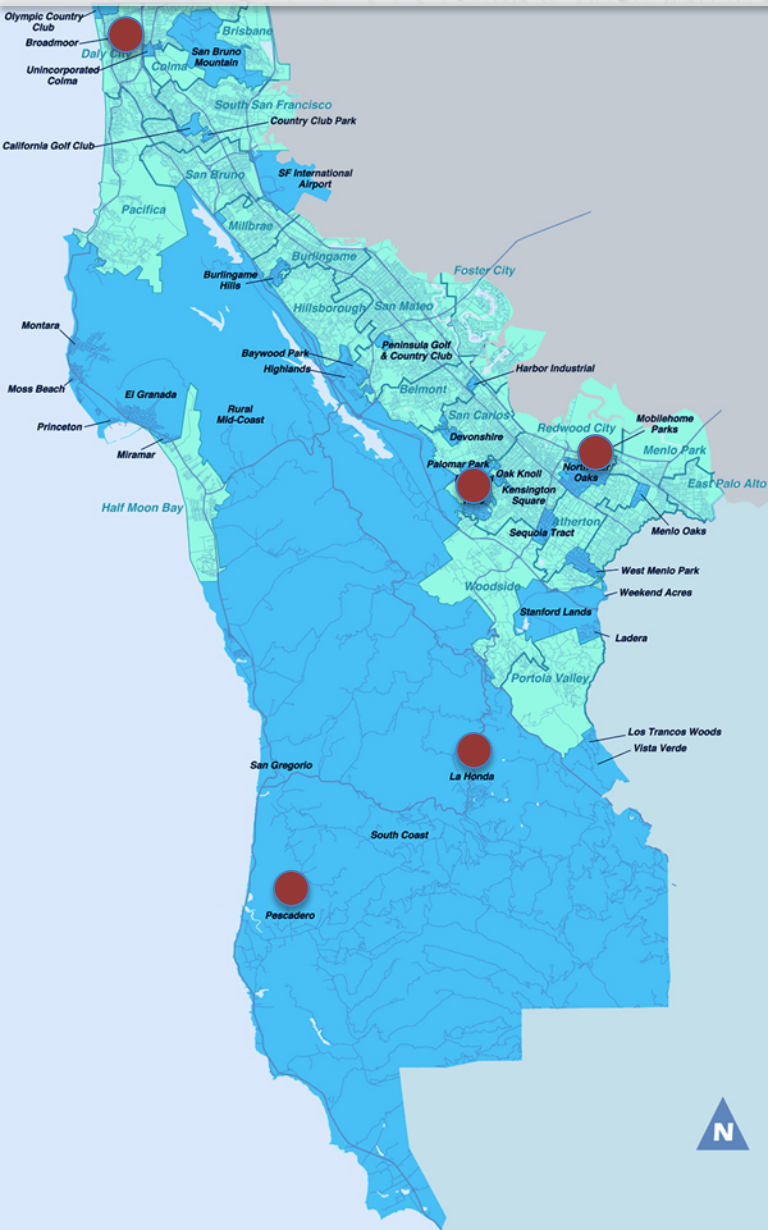 Olympic Country
Club
Broadmoor
Daly City
Unincorporated
Colma
Colma
Brisbane
San Bruno
Mountain
South San Francisco
Country Club Park
California Golf Club
San Bruno
SF International
Airport
Pacifica
Millbrae
Burlingame
Burlingame
Hills
Foster City
Hillsborough
San Mateo
Montara
Baywood Park
Highlands
Peninsula Golf
& Country Club
Harbor Industrial
Moss Beach
El Granada
Belmont
Princeton
Rural
Mid-Coast
San Carlos
Redwood City
Mobilehome
Parks
Miramar
Devonshire
Menlo Park
Palomar Park
Oak Knoll
Oaks
Kensington
Square
East Palo Alto
Half Moon Bay
Sequoia Tract
Atherton
Menlo Oaks
West Menlo Park
Woodside
Weekend Acres
Stanford Lands
Ladera
Portola Valley
Los Trancos Woods
Vista Verde
San Gregorio
La Honda
South Coast
Pescadero
N